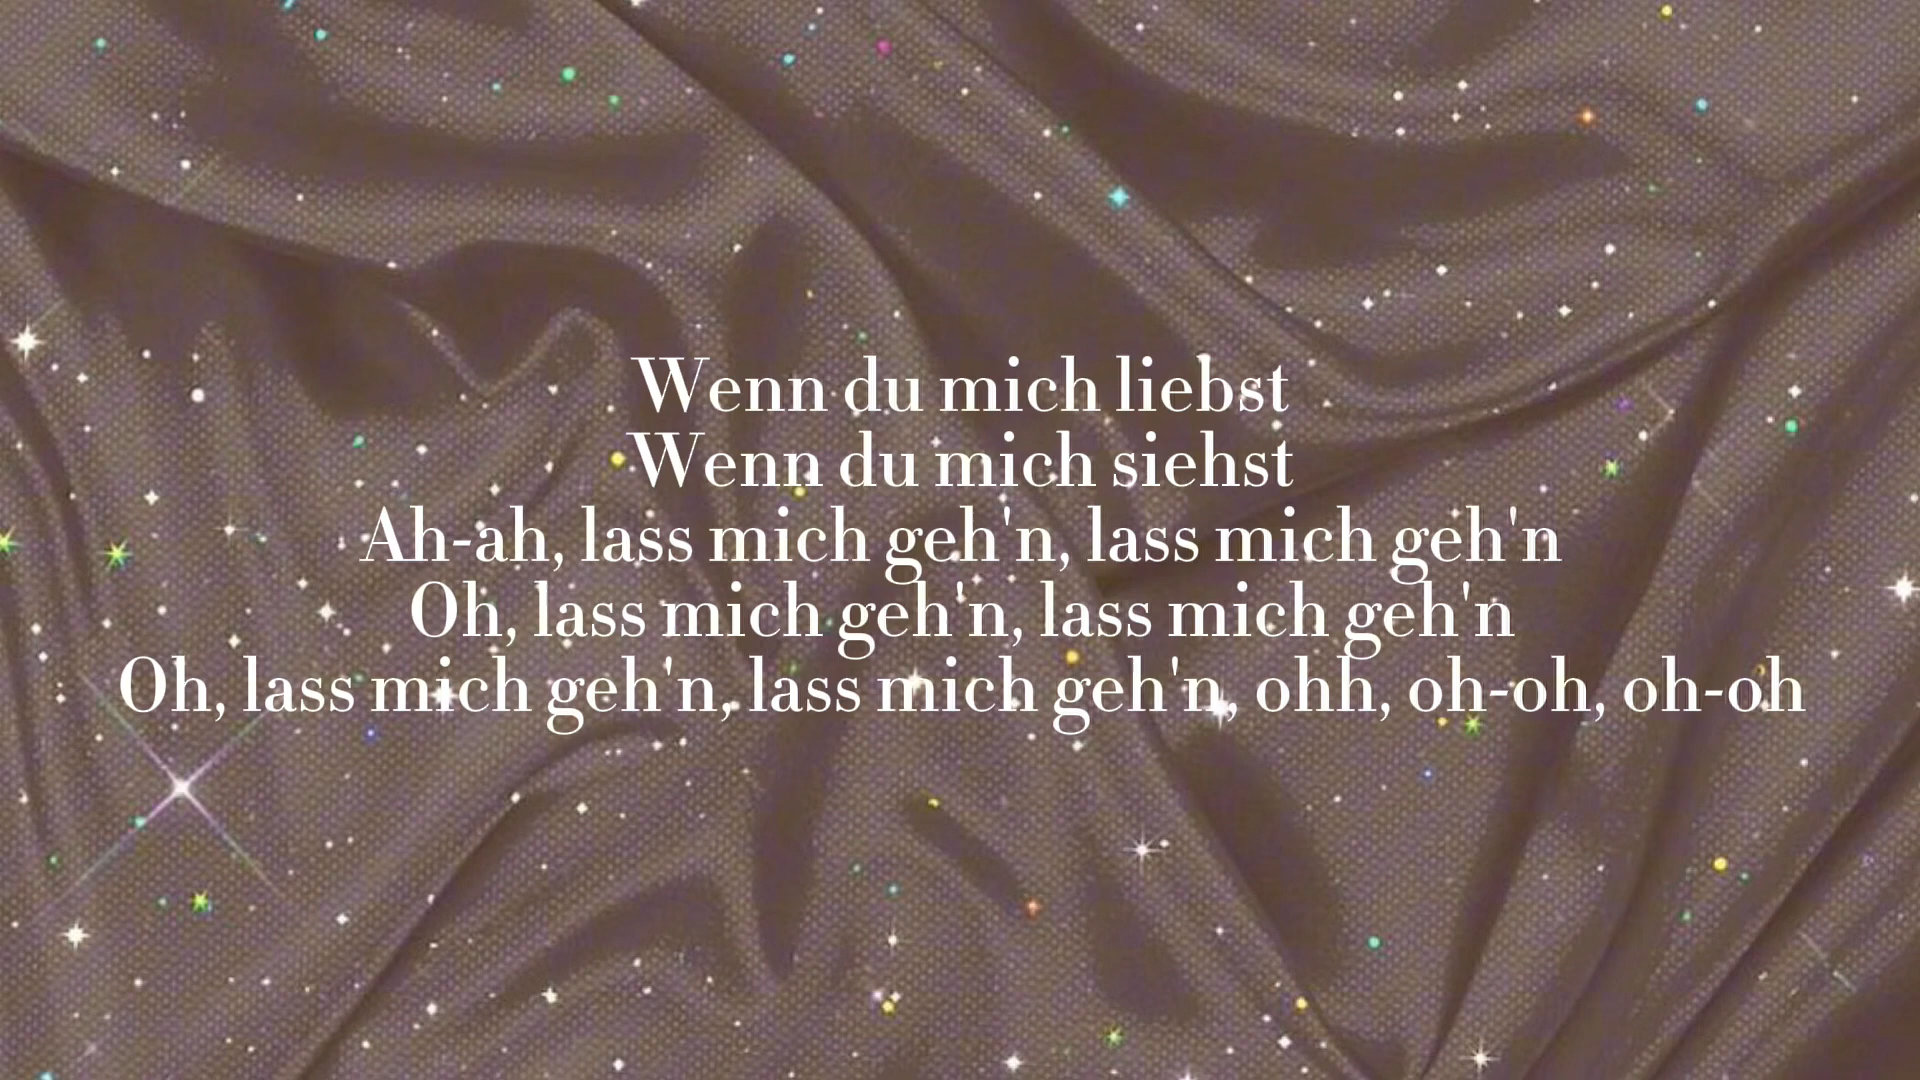 Wenn du mich liebst
Wenn du mich siehst
Ah-ah, lass mich geh'n, lass mich geh'n
Oh, lass mich geh'n, lass mich geh'n
Oh, lass mich geh'n, lass mich geh'n, ohh, oh-oh, oh-oh